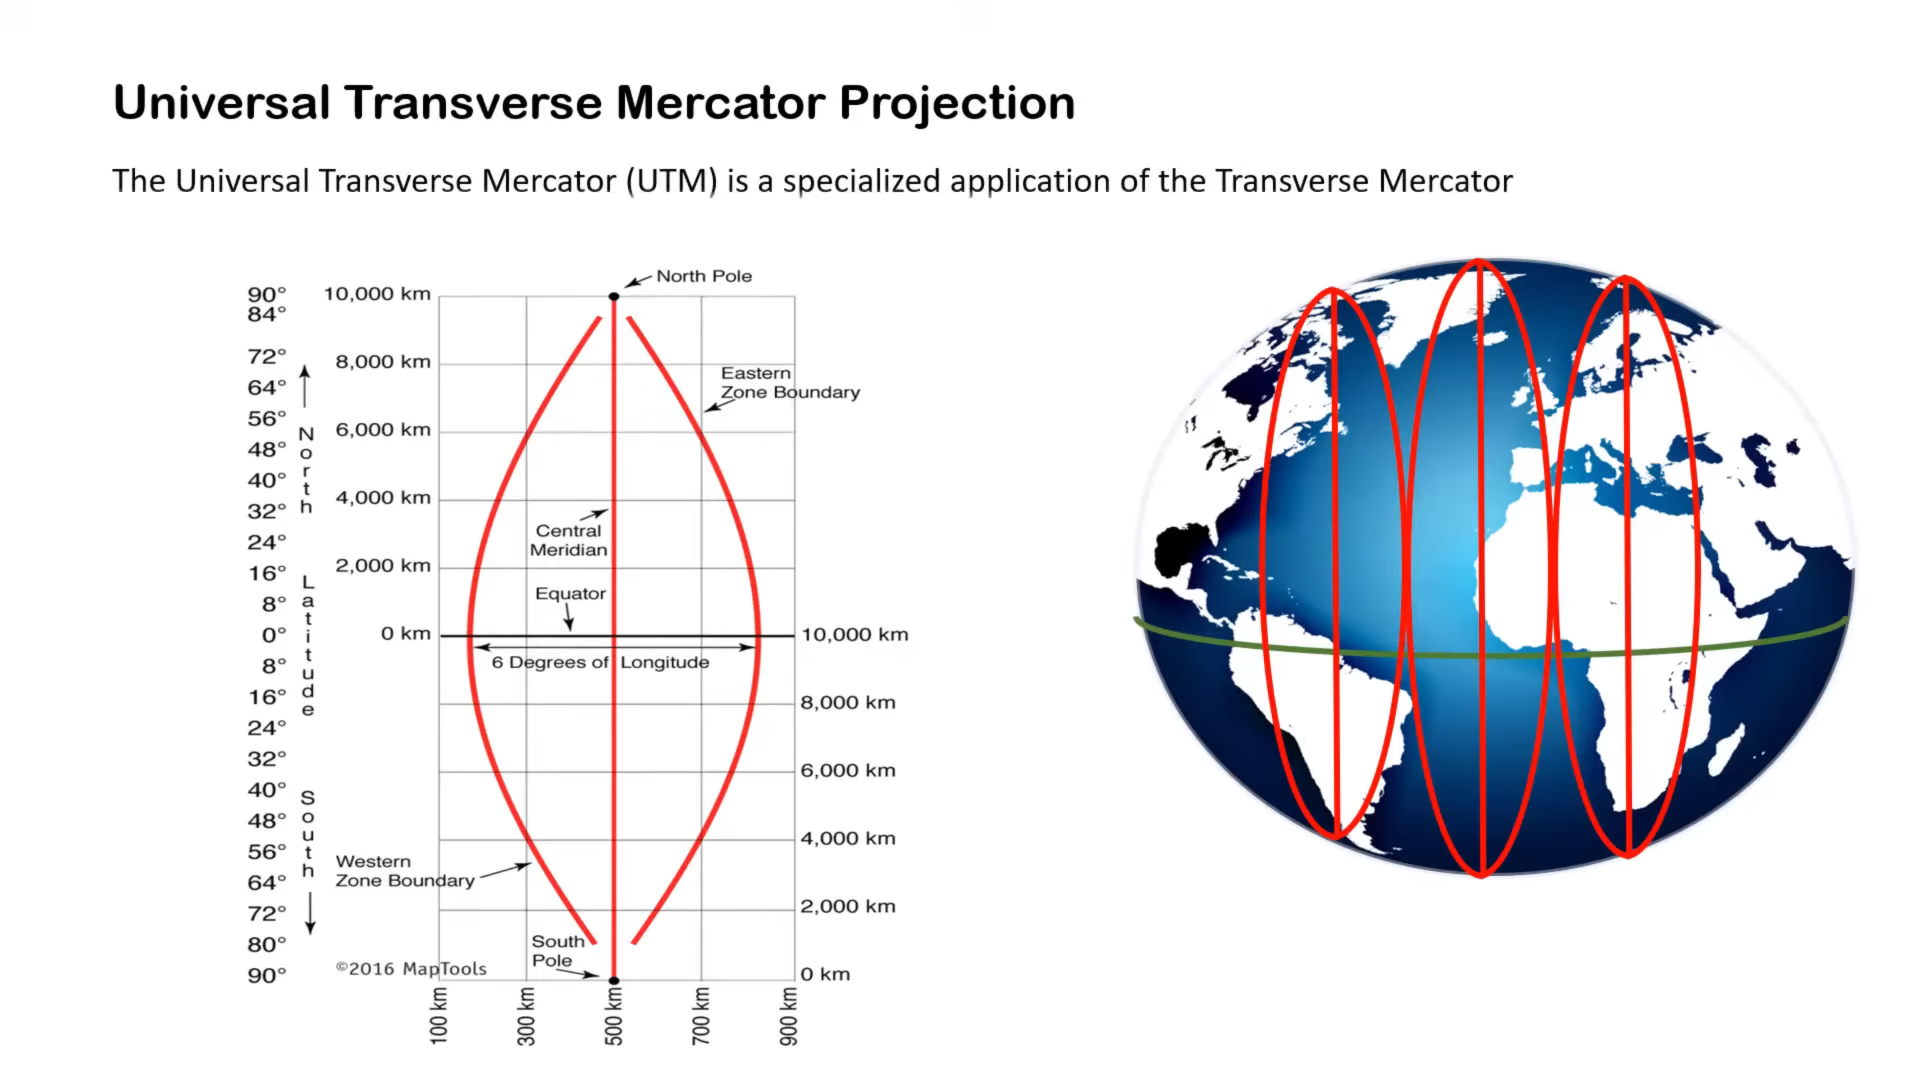 Universal Transverse Mercator Projection
The Universal Transverse Mercator (UTM) is a specialized application of the Transverse Mercator
North Pole
90°
84°
72°
64°
56°
48°
40°
32°
24°
16°
8°
0°
8°
16°
24°
32°
40°
48°
56°
64°
72°
80°
90°
North
Latitude
South
10,000 km
8,000 km
6,000 km
4,000 km
2,000 km
0 km
Eastern
Zone Boundary
Central
Meridian
Equator
6 Degrees of Longitude
10,000 km
8,000 km
6,000 km
4,000 km
2,000 km
0 km
Western
Zone Boundary
South
Pole
©2016 MapTools
100 km
300 km
500 km
700 km
900 km